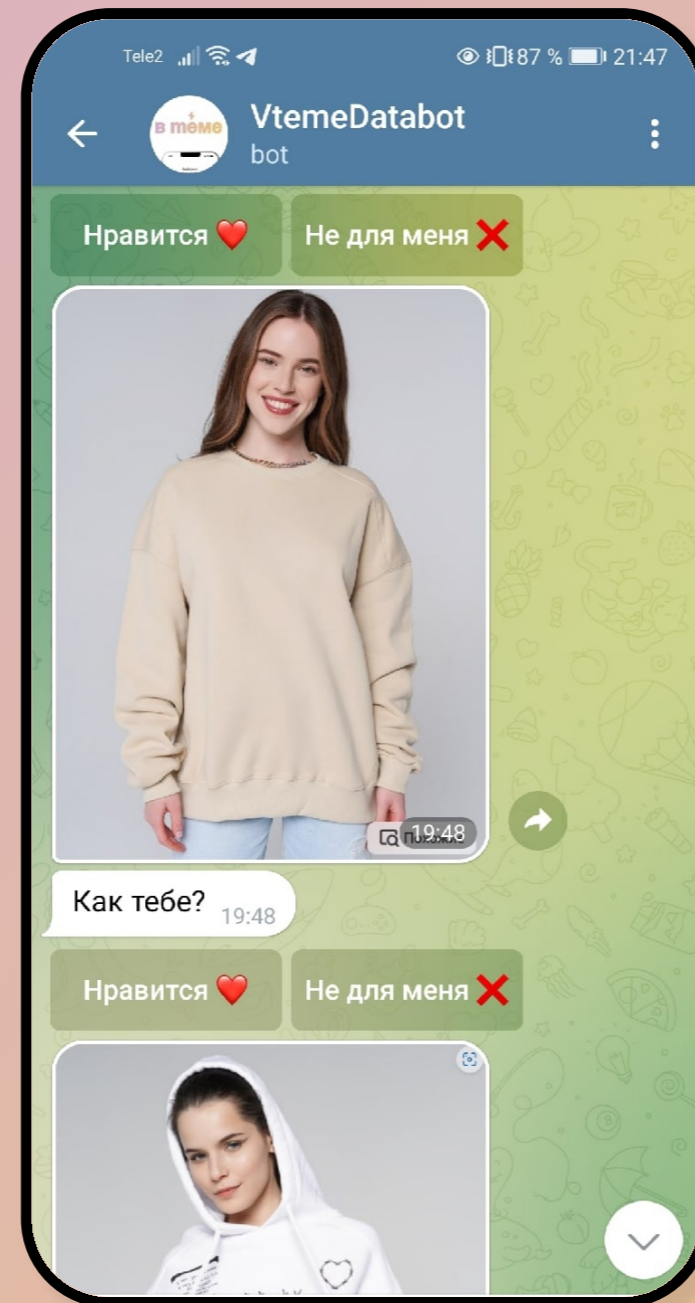 Tele2 87 % 21:47
в теме
VtemeDatabot
bot
Нравится ❤️ Не для меня ❌
19:48
Как тебе? 19:48
Нравится ❤️ Не для меня ❌